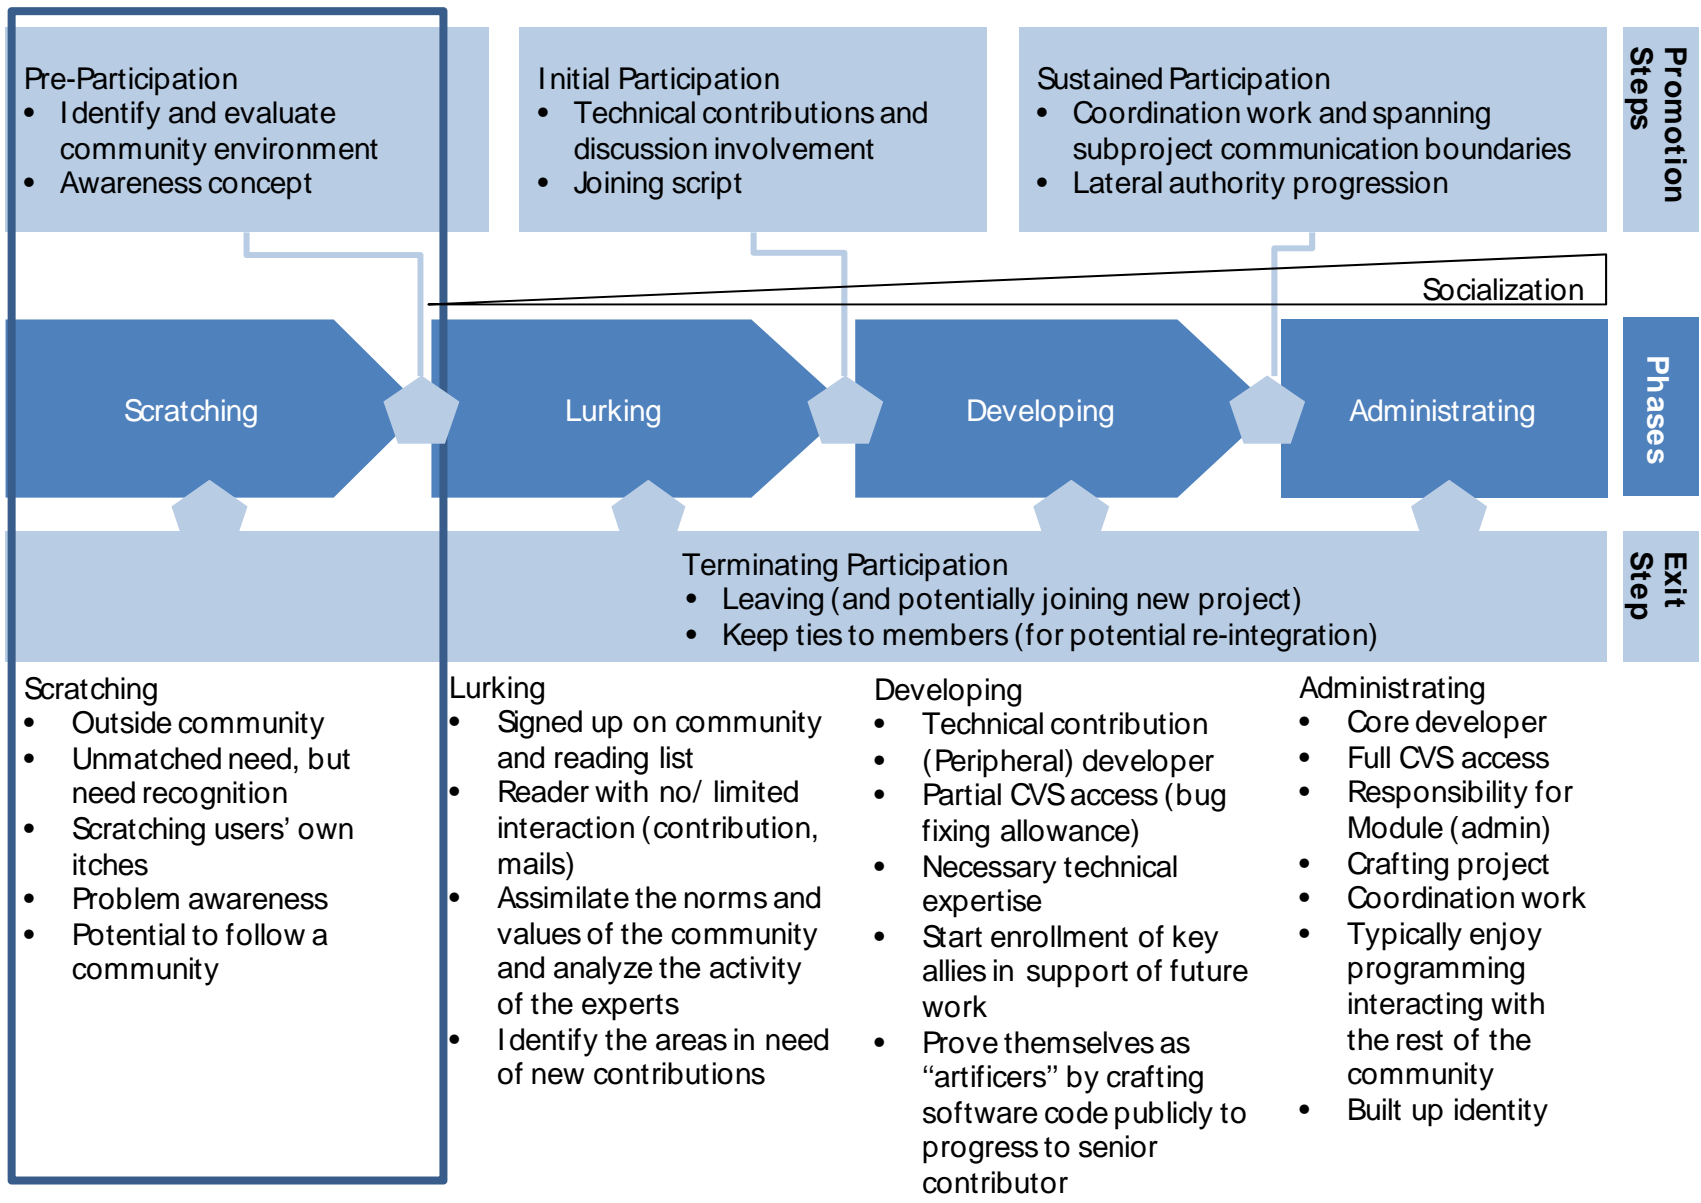 Pre-Participation
• Identify and evaluate
community environment
• Awareness concept
Initial Participation
• Technical contributions and
discussion involvement
• Joining script
Sustained Participation
• Coordination work and spanning
subproject communication boundaries
• Lateral authority progression
Promotion
Steps
Socialization
Scratching
Lurking
Developing
Administrating
Phases
Terminating Participation
• Leaving (and potentially joining new project)
• Keep ties to members (for potential re-integration)
Exit
Step
Scratching
• Outside community
• Unmatched need, but
need recognition
• Scratching users’ own
itches
• Problem awareness
• Potential to follow a
community
Lurking
• Signed up on community
and reading list
• Reader with no/ limited
interaction (contribution,
mails)
• Assimilate the norms and
values of the community
and analyze the activity
of the experts
• Identify the areas in need
of new contributions
Developing
• Technical contribution
• (Peripheral) developer
• Partial CVS access (bug
fixing allowance)
• Necessary technical
expertise
• Start enrollment of key
allies in support of future
work
• Prove themselves as
“artificers” by crafting
software code publicly to
progress to senior
contributor
Administrating
• Core developer
• Full CVS access
• Responsibility for
Module (admin)
• Crafting project
• Coordination work
• Typically enjoy
programming
interacting with
the rest of the
community
• Built up identity